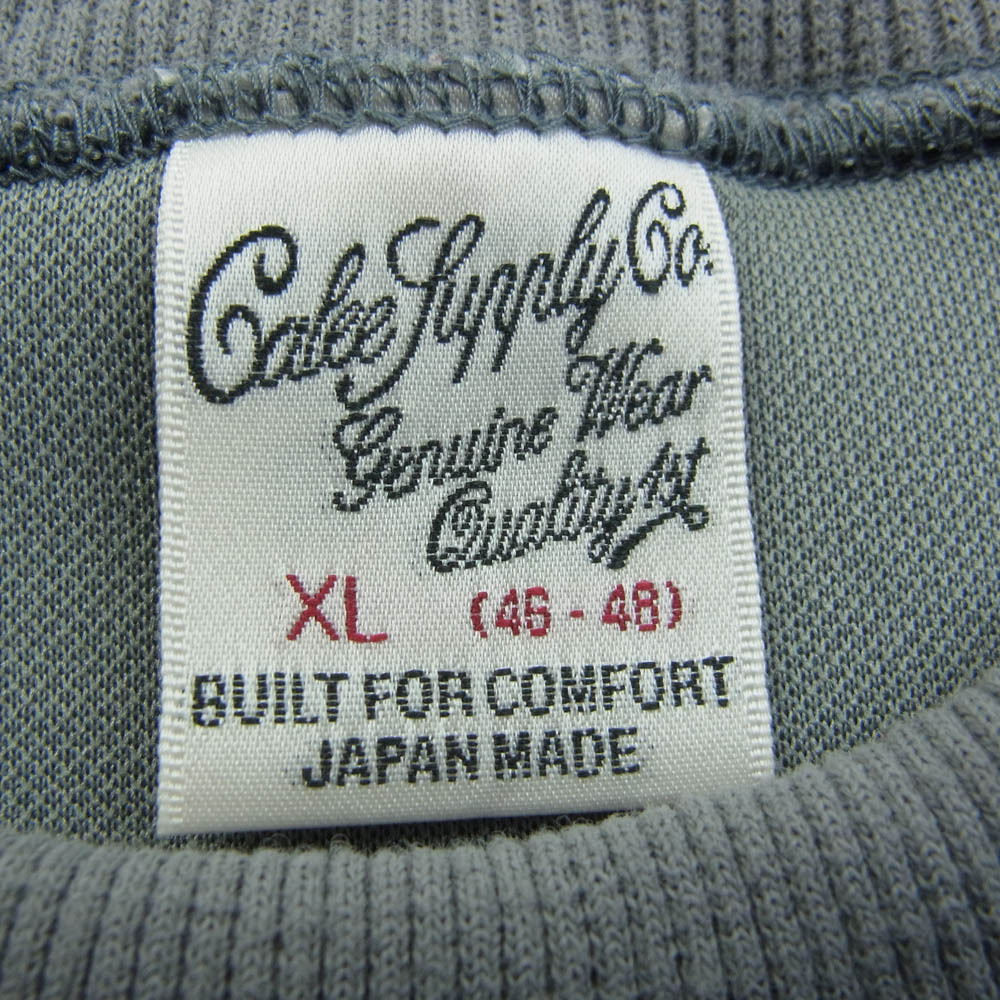 Calee Supply Co.
Genuine Wear
Quality 1st
XL (46-48)
BUILT FOR COMFORT
JAPAN MADE